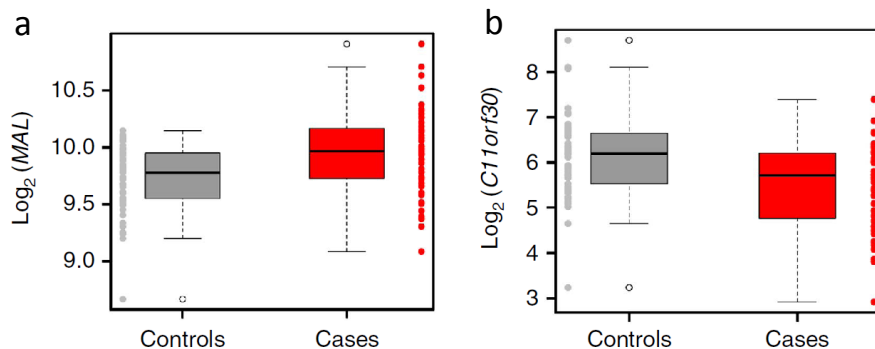 a
Log2 (MAL)
10.5
10.0
9.5
9.0
Controls
Cases
b
Log2 (C11orf30)
8
7
6
5
4
3
Controls
Cases